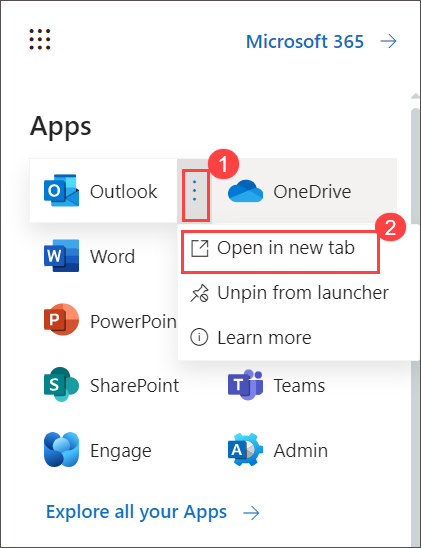 Microsoft 365
Apps
1
Outlook
OneDrive
2
Word
Open in new tab
Unpin from launcher
PowerPoin
Learn more
SharePoint
Teams
Engage
Admin
Explore all your Apps